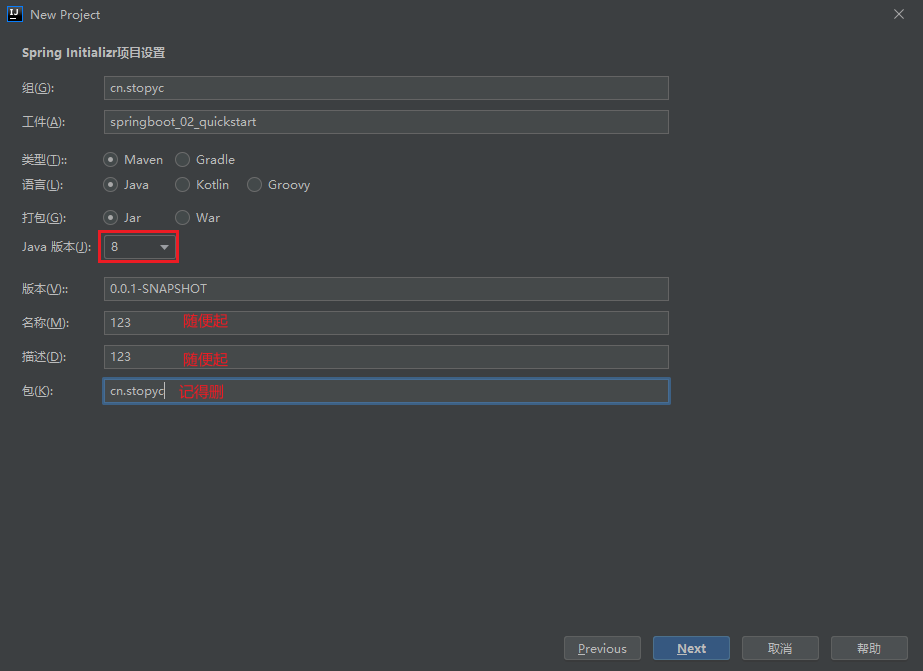 New Project
Spring Initializr项目设置
组(G): cn.stopyc
工件(A): springboot_02_quickstart
类型(T):: Maven Gradle
语言(L): Java Kotlin Groovy
打包(G): Jar War
Java 版本(J): 8
版本(V):: 0.0.1-SNAPSHOT
名称(M): 123 随便起
描述(D): 123 随便起
包(K): cn.stopyc 记得删
Previous Next 取消 帮助